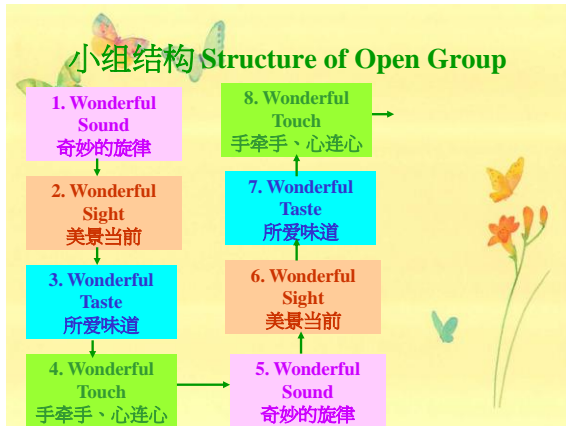 小组结构 Structure of Open Group
1. Wonderful
Sound
奇妙的旋律
2. Wonderful
Sight
美景当前
3. Wonderful
Taste
所爱味道
4. Wonderful
Touch
手牵手、心连心
5. Wonderful
Sound
奇妙的旋律
6. Wonderful
Sight
美景当前
7. Wonderful
Taste
所爱味道
8. Wonderful
Touch
手牵手、心连心